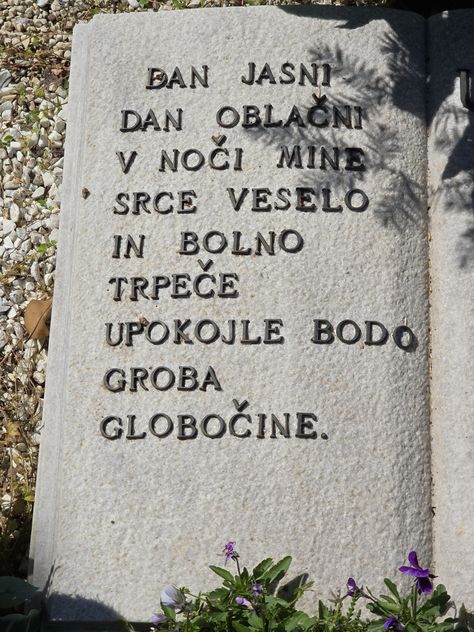 DAN JASNI
DAN OBLAČNI
V NOČI MINE
SRCE VESELO
IN BOLNO
TRPEČE
UPOKOJLE BODO
GROBA
GLOBOČINE.